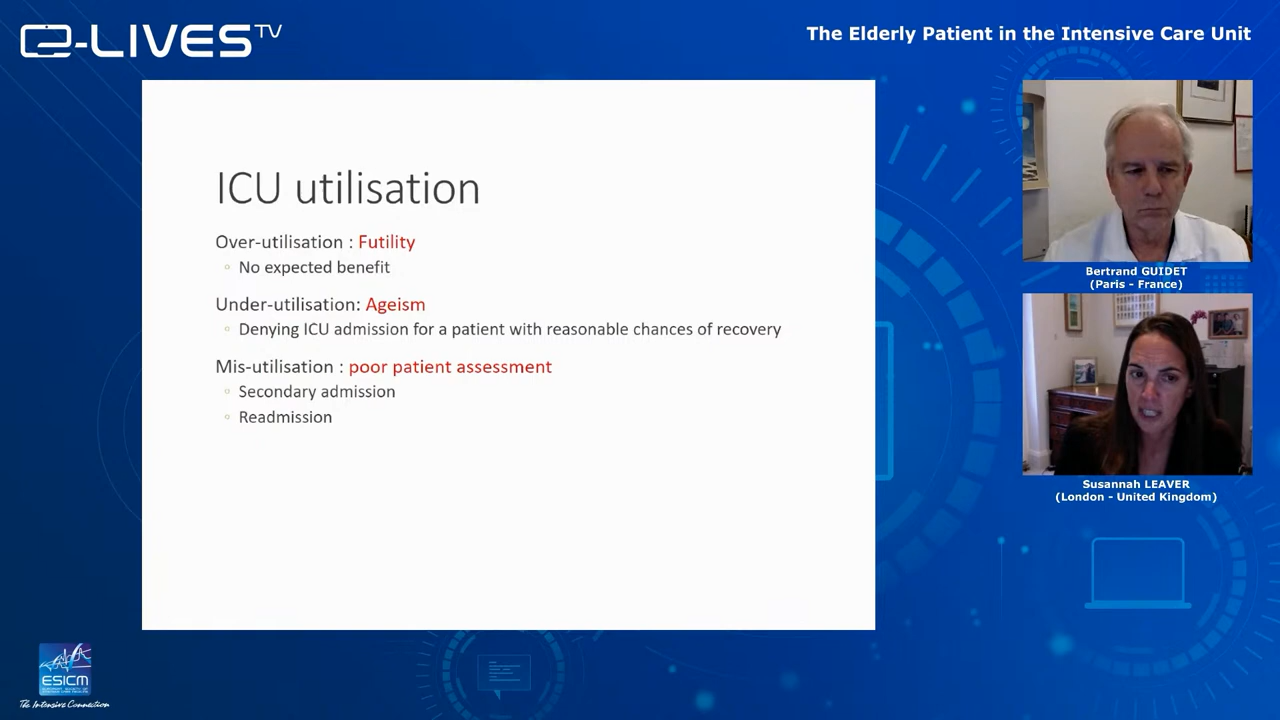 e-LIVES TV
The Elderly Patient in the Intensive Care Unit
ICU utilisation
Over-utilisation : Futility
◦ No expected benefit
Under-utilisation: Ageism
◦ Denying ICU admission for a patient with reasonable chances of recovery
Mis-utilisation : poor patient assessment
◦ Secondary admission
◦ Readmission
Bertrand GUIDET
(Paris - France)
Susannah LEAVER
(London - United Kingdom)
ESICM
The Intensive Connection